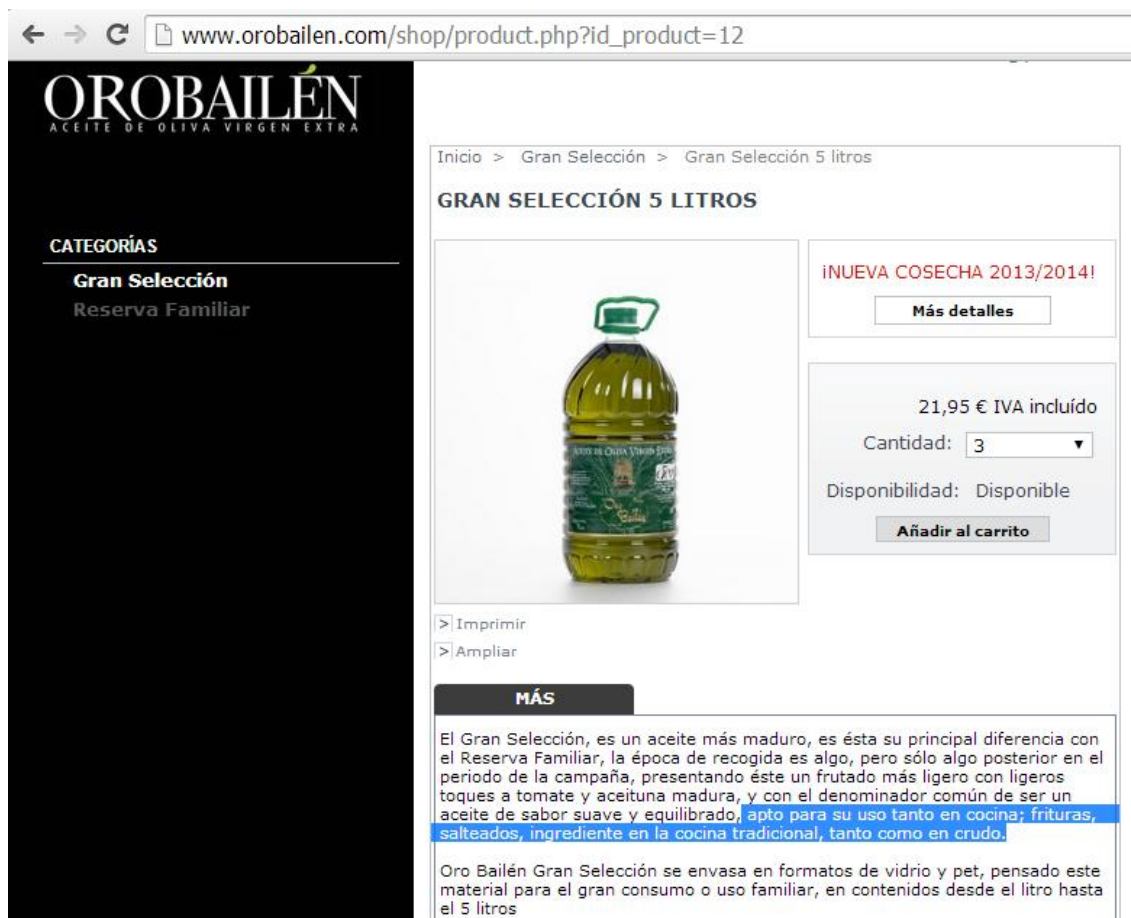 www.orobailen.com/shop/product.php?id_product=12
OROBAILÉN
ACEITE DE OLIVA VIRGEN EXTRA
CATEGORÍAS
Gran Selección
Reserva Familiar
Inicio > Gran Selección > Gran Selección 5 litros
GRAN SELECCIÓN 5 LITROS
ACEITE DE OLIVA VIRGEN EXTRA
Oro
Bailén
¡NUEVA COSECHA 2013/2014!
Más detalles
21,95 € IVA incluído
Cantidad: 3
Disponibilidad: Disponible
Añadir al carrito
> Imprimir
> Ampliar
MÁS
El Gran Selección, es un aceite más maduro, es ésta su principal diferencia con
el Reserva Familiar, la época de recogida es algo, pero sólo algo posterior en el
periodo de la campaña, presentando éste un frutado más ligero con ligeros
toques a tomate y aceituna madura, y con el denominador común de ser un
aceite de sabor suave y equilibrado, apto para su uso tanto en cocina; frituras,
salteados, ingrediente en la cocina tradicional, tanto como en crudo.
Oro Bailén Gran Selección se envasa en formatos de vidrio y pet, pensado este
material para el gran consumo o uso familiar, en contenidos desde el litro hasta
el 5 litros